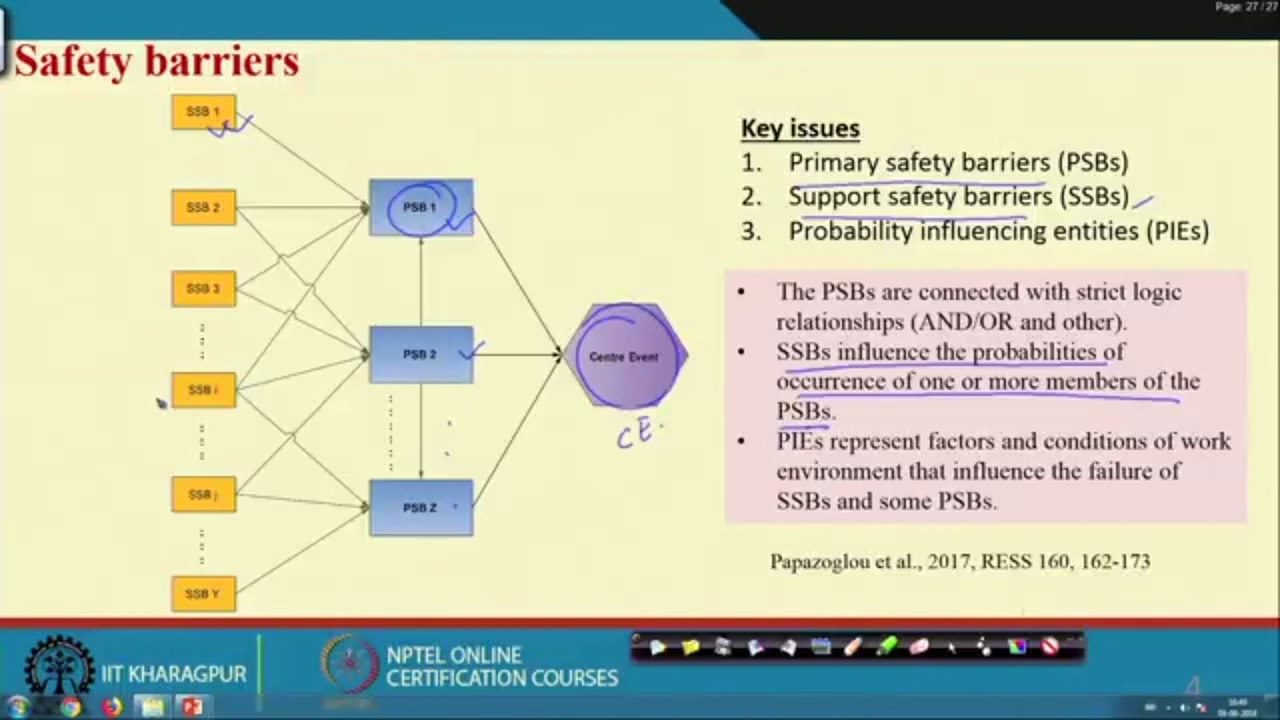 Page: 27 / 27
Safety barriers
SSB 1
SSB 2
SSB 3
SSB i
SSB j
SSB Y
PSB 1
PSB 2
PSB Z
Centre Event
CE.
Key issues
1. Primary safety barriers (PSBs)
2. Support safety barriers (SSBs)
3. Probability influencing entities (PIEs)
• The PSBs are connected with strict logic
relationships (AND/OR and other).
• SSBs influence the probabilities of
occurrence of one or more members of the
PSBs.
• PIEs represent factors and conditions of work
environment that influence the failure of
SSBs and some PSBs.
Papazoglou et al., 2017, RESS 160, 162-173
IIT KHARAGPUR
NPTEL ONLINE
CERTIFICATION COURSES
4